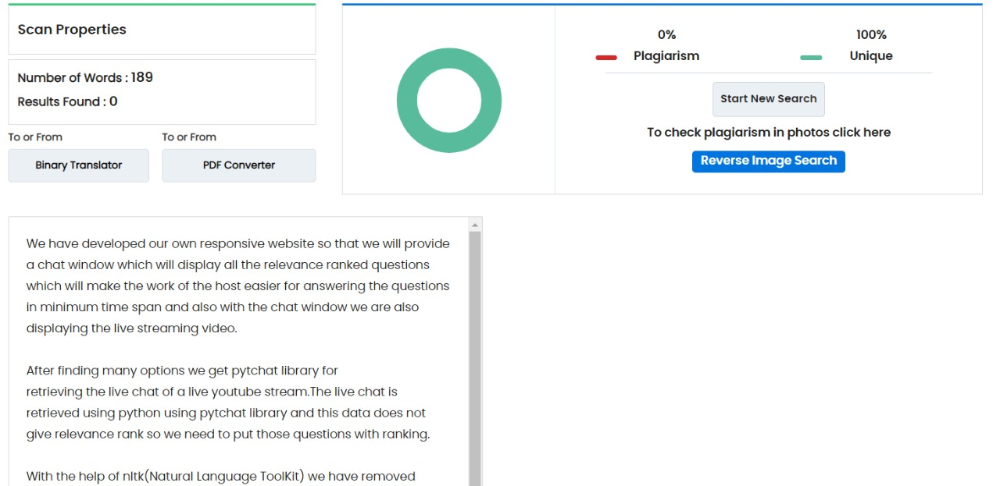 Scan Properties
Number of Words : 189
Results Found : 0
To or From
To or From
Binary Translator
PDF Converter
0%
Plagiarism
100%
Unique
Start New Search
To check plagiarism in photos click here
Reverse Image Search
We have developed our own responsive website so that we will provide
a chat window which will display all the relevance ranked questions
which will make the work of the host easier for answering the questions
in minimum time span and also with the chat window we are also
displaying the live streaming video.
After finding many options we get pytchat library for
retrieving the live chat of a live youtube stream.The live chat is
retrieved using python using pytchat library and this data does not
give relevance rank so we need to put those questions with ranking.
With the help of nltk(Natural Language ToolKit) we have removed